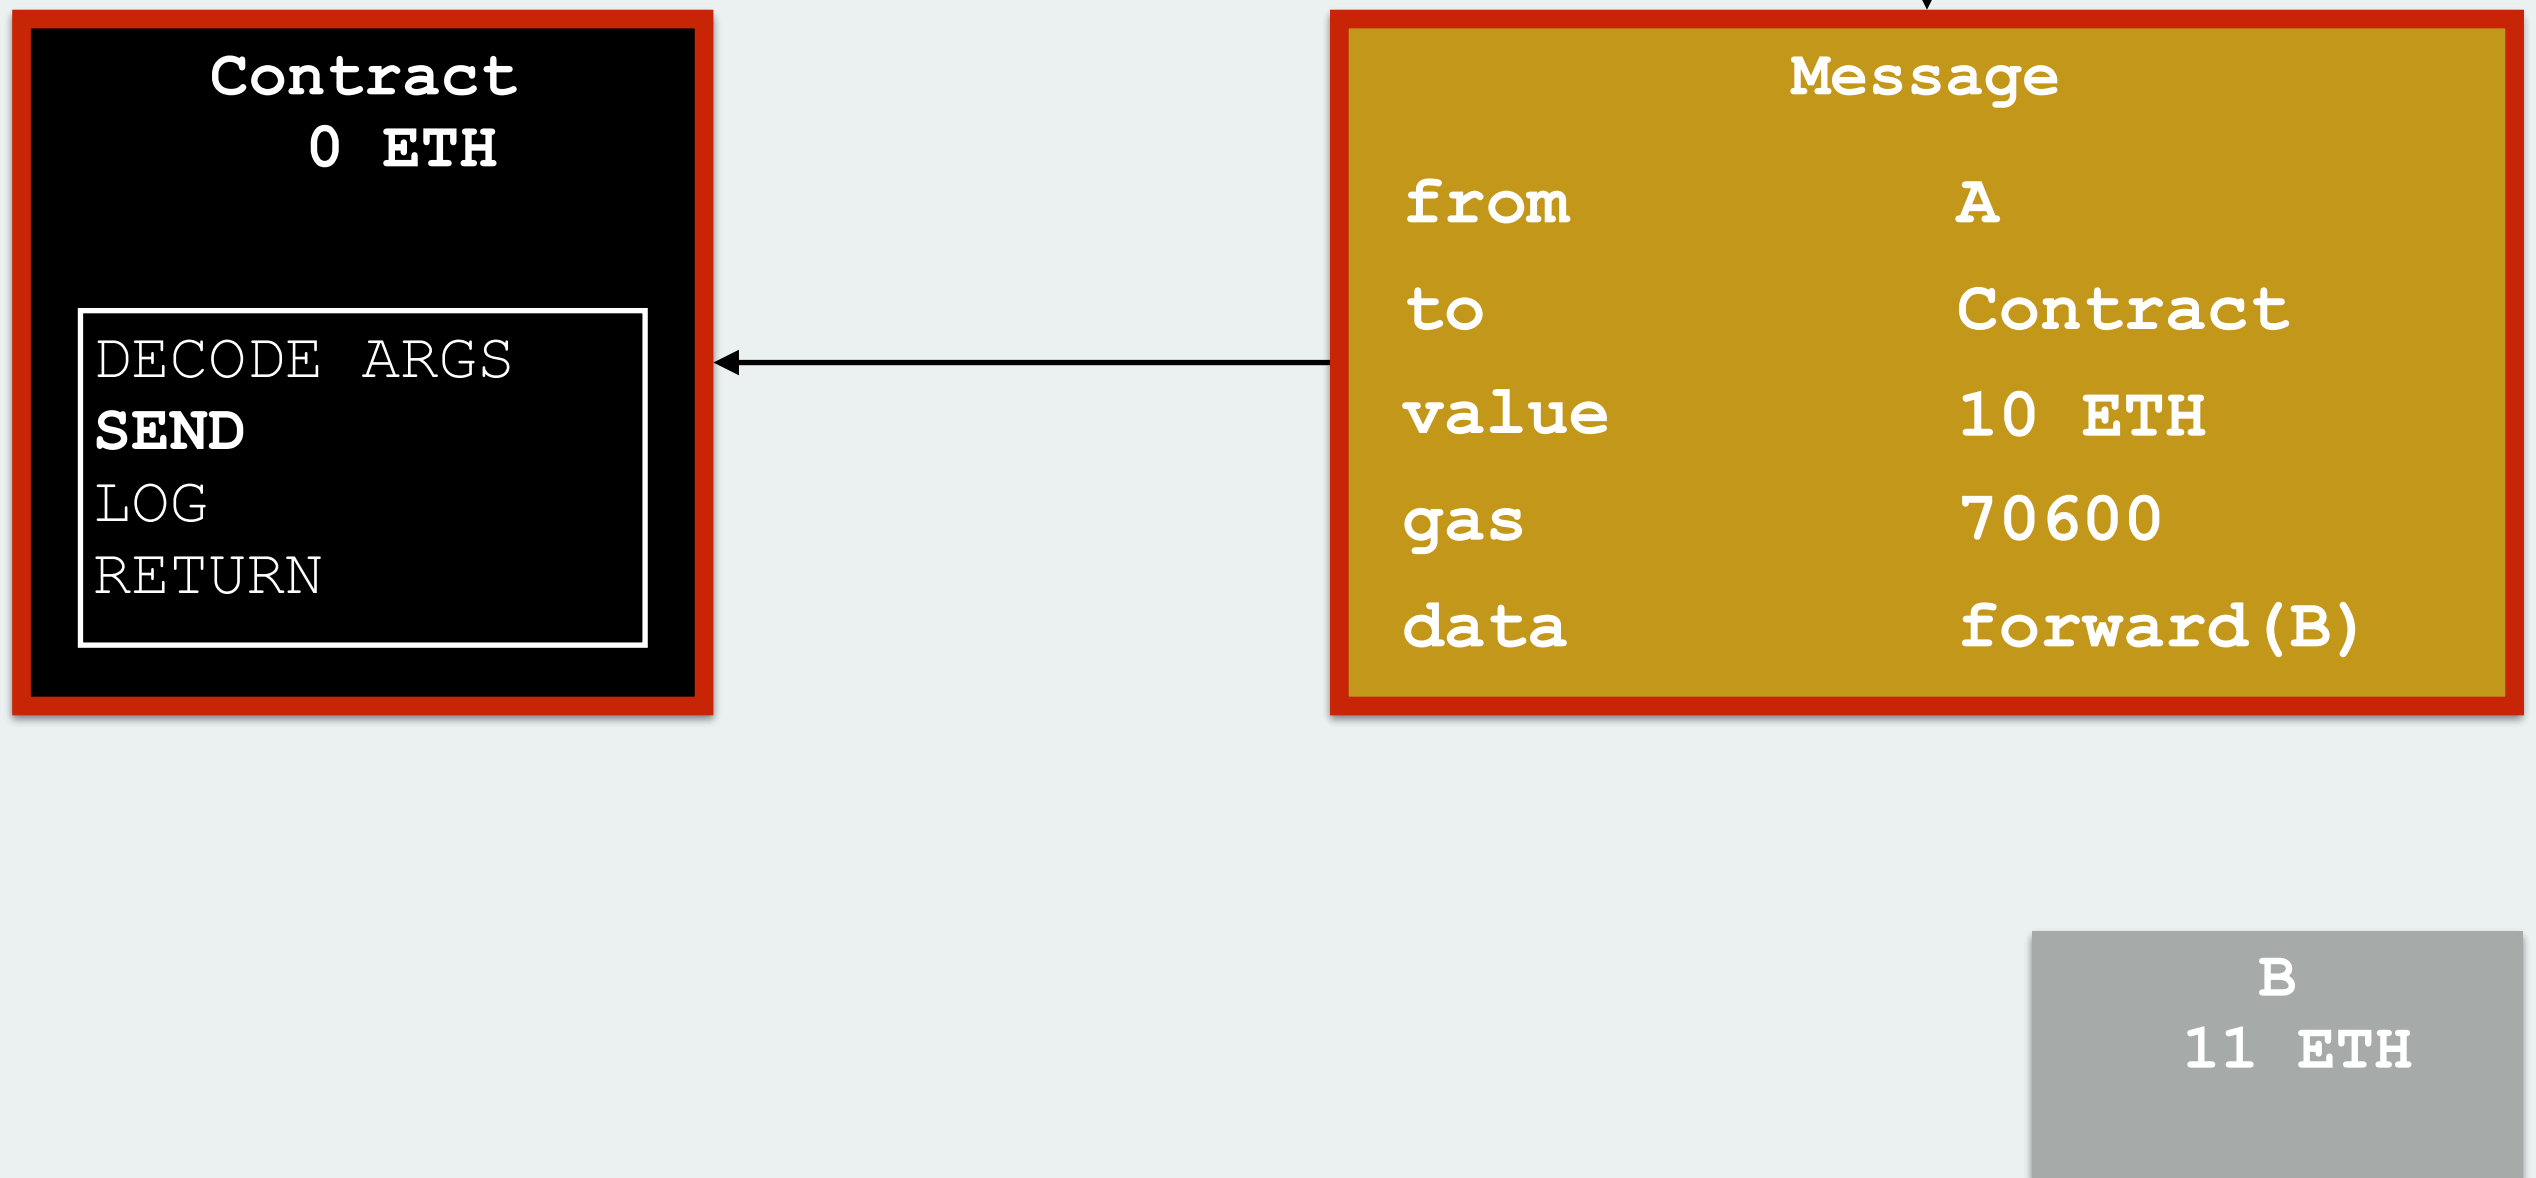 Contract
0 ETH
DECODE ARGS
SEND
LOG
RETURN
Message
from A
to Contract
value 10 ETH
gas 70600
data forward(B)
B
11 ETH